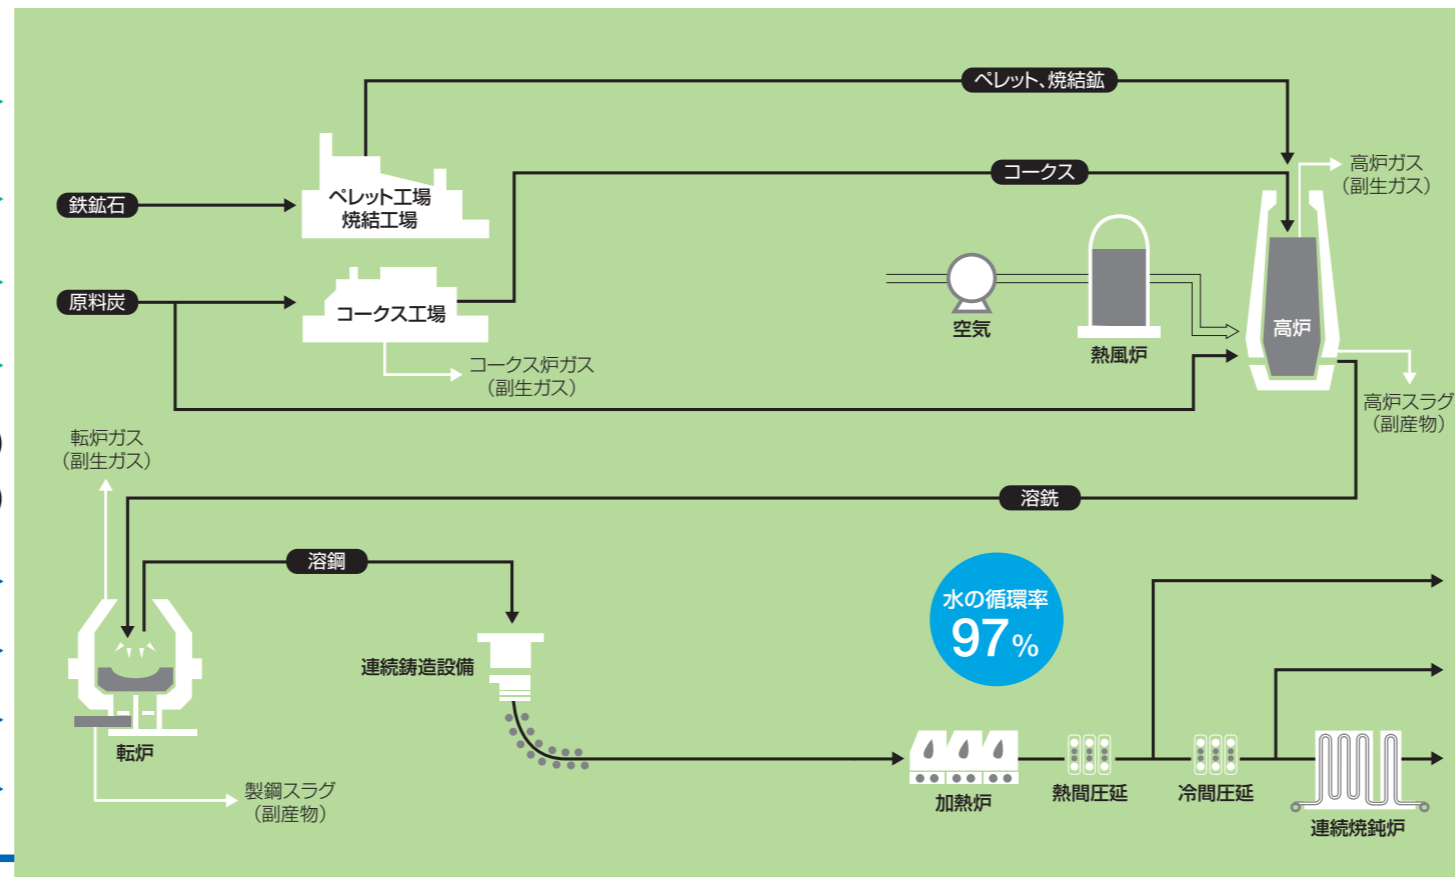 ペレット、焼結鉱
コークス
高炉ガス
（副生ガス）
鉄鉱石
ペレット工場
焼結工場
原料炭
コークス工場
空気
熱風炉
高炉
コークス炉ガス
（副生ガス）
高炉スラグ
（副産物）
転炉ガス
（副生ガス）
溶銑
溶鋼
水の循環率
97%
連続鋳造設備
転炉
製鋼スラグ
（副産物）
加熱炉
熱間圧延
冷間圧延
連続焼鈍炉